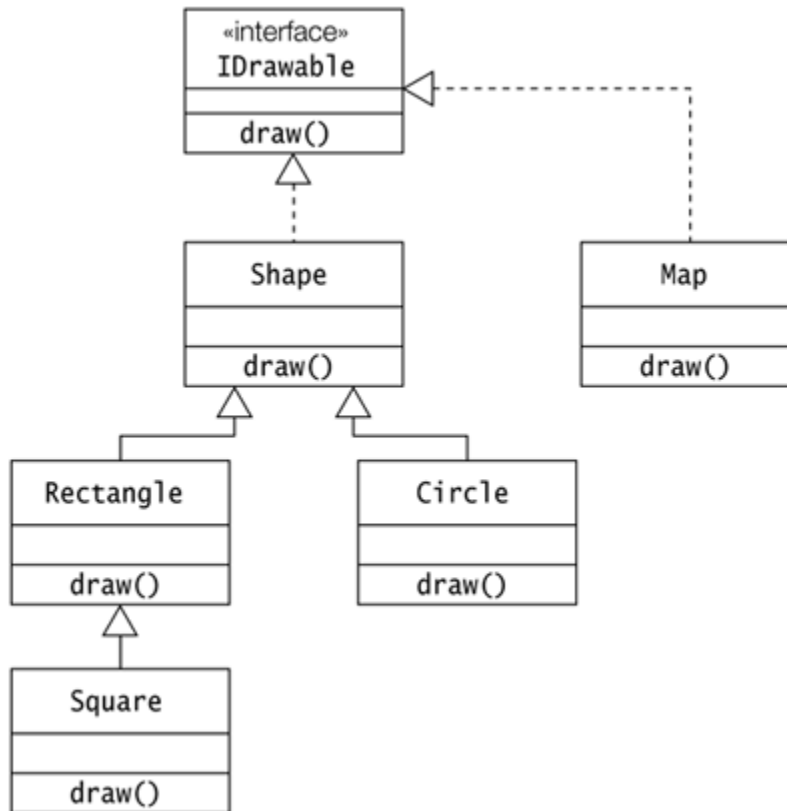 «interface»
IDrawable
draw()
Shape
draw()
Map
draw()
Rectangle
draw()
Circle
draw()
Square
draw()